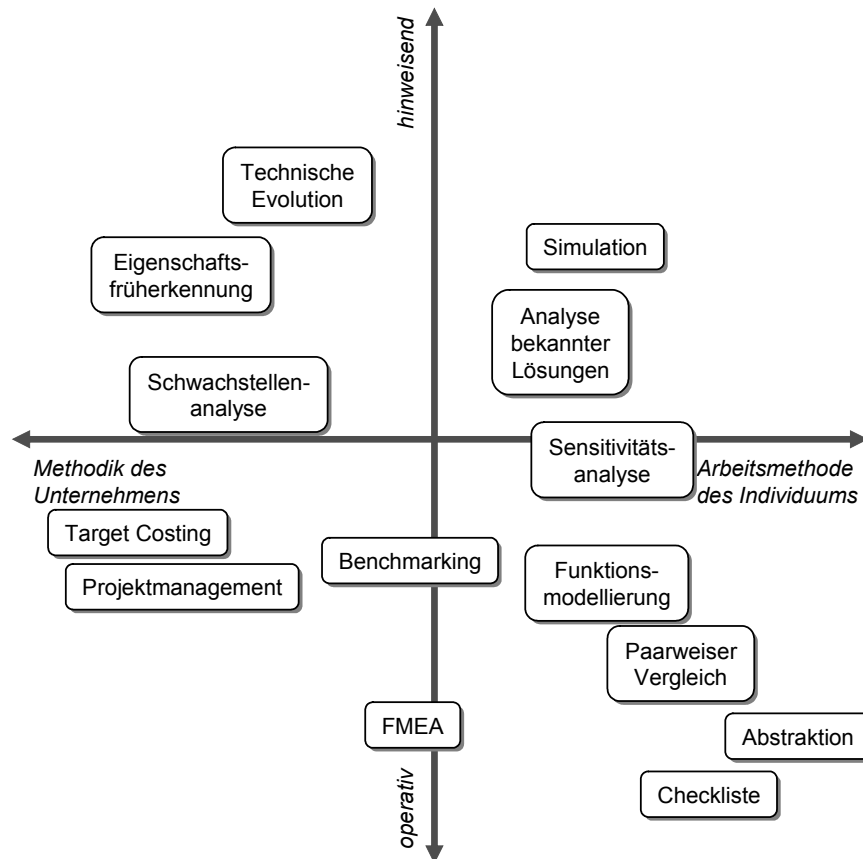 hinweisend
Technische
Evolution
Simulation
Eigenschafts-
früherkennung
Analyse
bekannter
Lösungen
Schwachstellen-
analyse
Sensitivitäts-
analyse
Methodik des
Unternehmens
Arbeitsmethode
des Individuums
Target Costing
Benchmarking
Funktions-
modellierung
Projektmanagement
Paarweiser
Vergleich
FMEA
Abstraktion
Checkliste
operativ